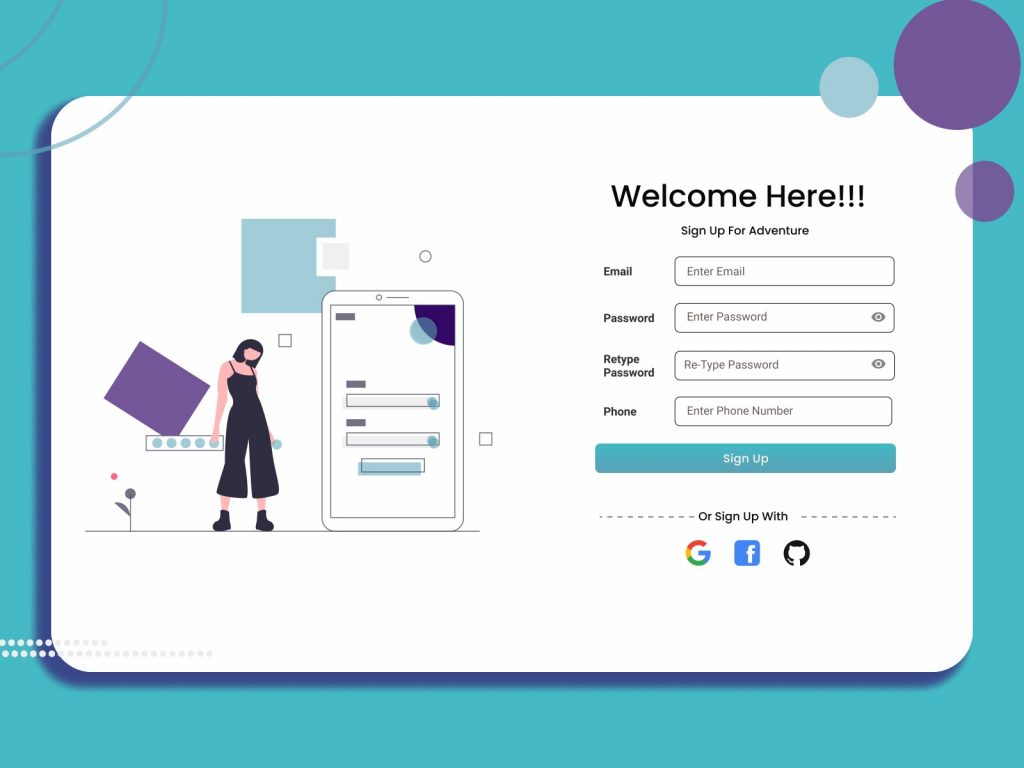 Welcome Here!!!
Sign Up For Adventure
Email
Enter Email
Password
Enter Password
Retype
Password
Re-Type Password
Phone
Enter Phone Number
Sign Up
Or Sign Up With